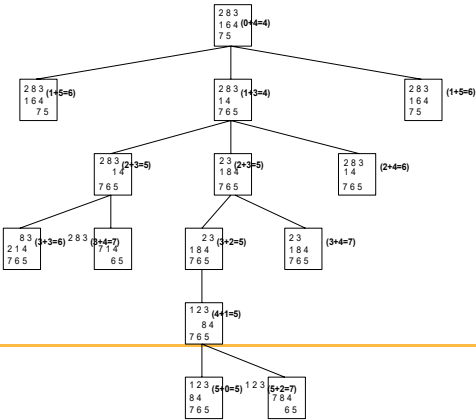 2 8 3
1 6 4 (0+4=4)
7 5
2 8 3 (1+5=6)
1 6 4
7 5
2 8 3 (1+3=4)
1 4
7 6 5
2 8 3 (1+5=6)
1 6 4
7 5
2 8 3 (2+3=5)
1 4
7 6 5
2 3 (2+3=5)
1 8 4
7 6 5
2 8 3 (2+4=6)
1 4
7 6 5
8 3 (3+3=6)
2 1 4
7 6 5
2 8 3 (3+4=7)
7 1 4
6 5
2 3 (3+2=5)
1 8 4
7 6 5
2 3 (3+4=7)
1 8 4
7 6 5
1 2 3 (4+1=5)
8 4
7 6 5
1 2 3 (5+0=5)
8 4
7 6 5
1 2 3 (5+2=7)
7 8 4
6 5